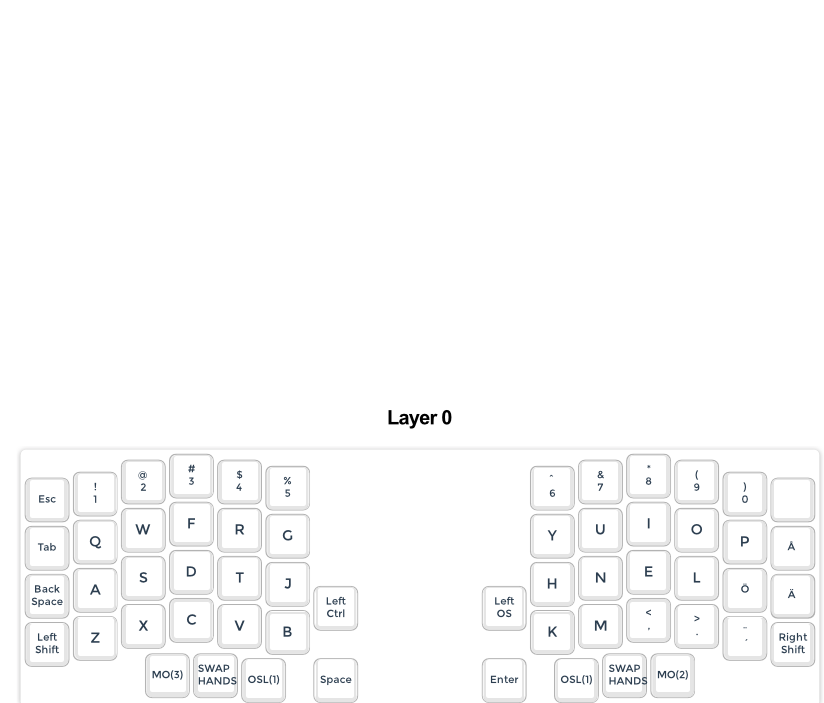 Layer 0
Esc
!
1
@
2
#
3
$
4
%
5
ˆ
6
&
7
*
8
(
9
)
0
Tab
Q
W
F
R
G
Y
U
I
O
P
Å
Back
Space
A
S
D
T
J
Left
Ctrl
Left
OS
H
N
E
L
Ö
Ä
Left
Shift
Z
X
C
V
B
K
M
<
,
>
.
Right
Shift
MO(3)
SWAP
HANDS
OSL(1)
Space
Enter
OSL(1)
SWAP
HANDS
MO(2)